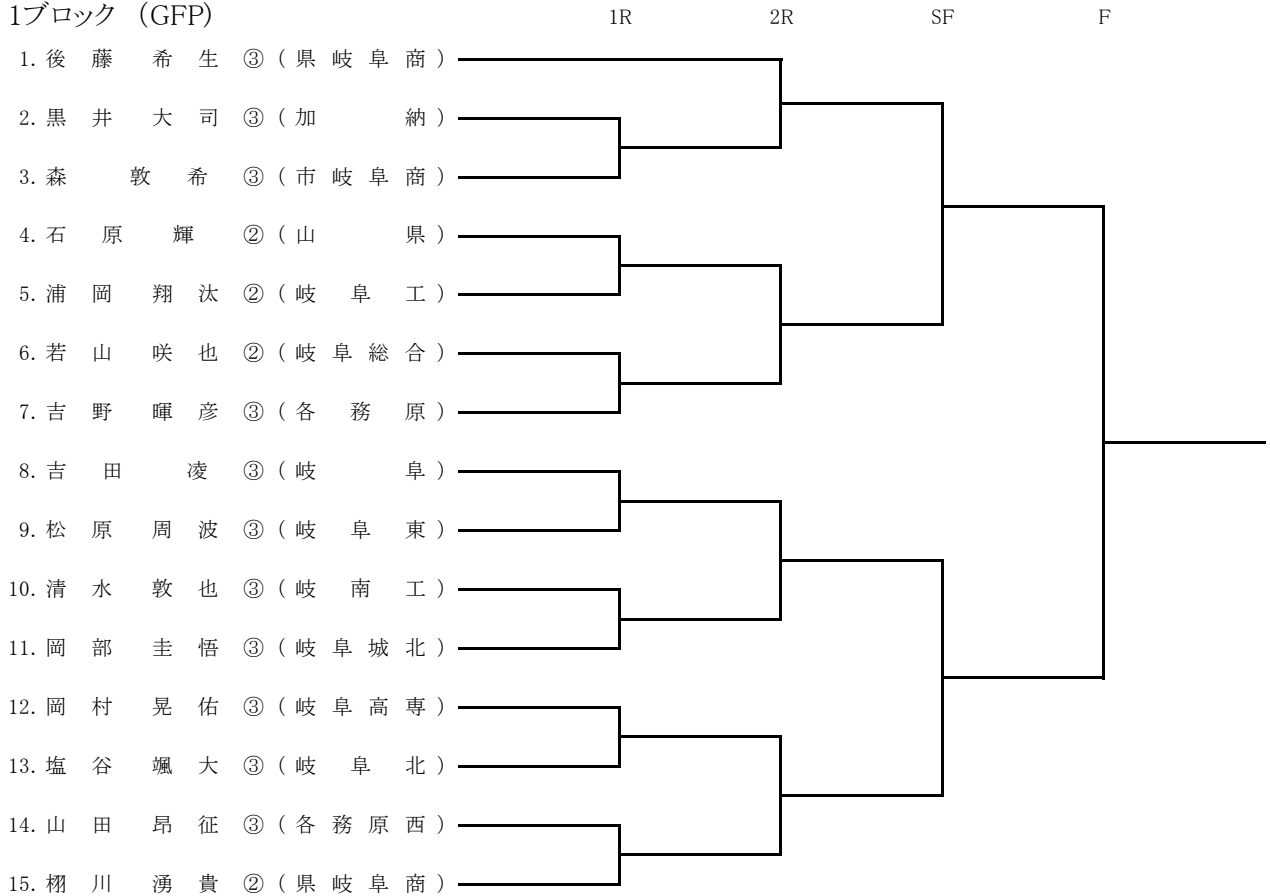 1ブロック (GFP) 1R 2R SF F
1. 後藤 希生 ③ (県岐阜商)
2. 黒井 大司 ③ (加納)
3. 森 敦希 ③ (市岐阜商)
4. 石原 輝 ② (山県)
5. 浦岡 翔汰 ② (岐阜工)
6. 若山 咲也 ② (岐阜総合)
7. 吉野 暉彦 ③ (各務原)
8. 吉田 凌 ③ (岐阜)
9. 松原 周波 ③ (岐阜東)
10. 清水 敦也 ③ (岐南工)
11. 岡部 圭悟 ③ (岐阜城北)
12. 岡村 晃佑 ③ (岐阜高専)
13. 塩谷 颯大 ③ (岐阜北)
14. 山田 昂征 ③ (各務原西)
15. 栩川 湧貴 ② (県岐阜商)